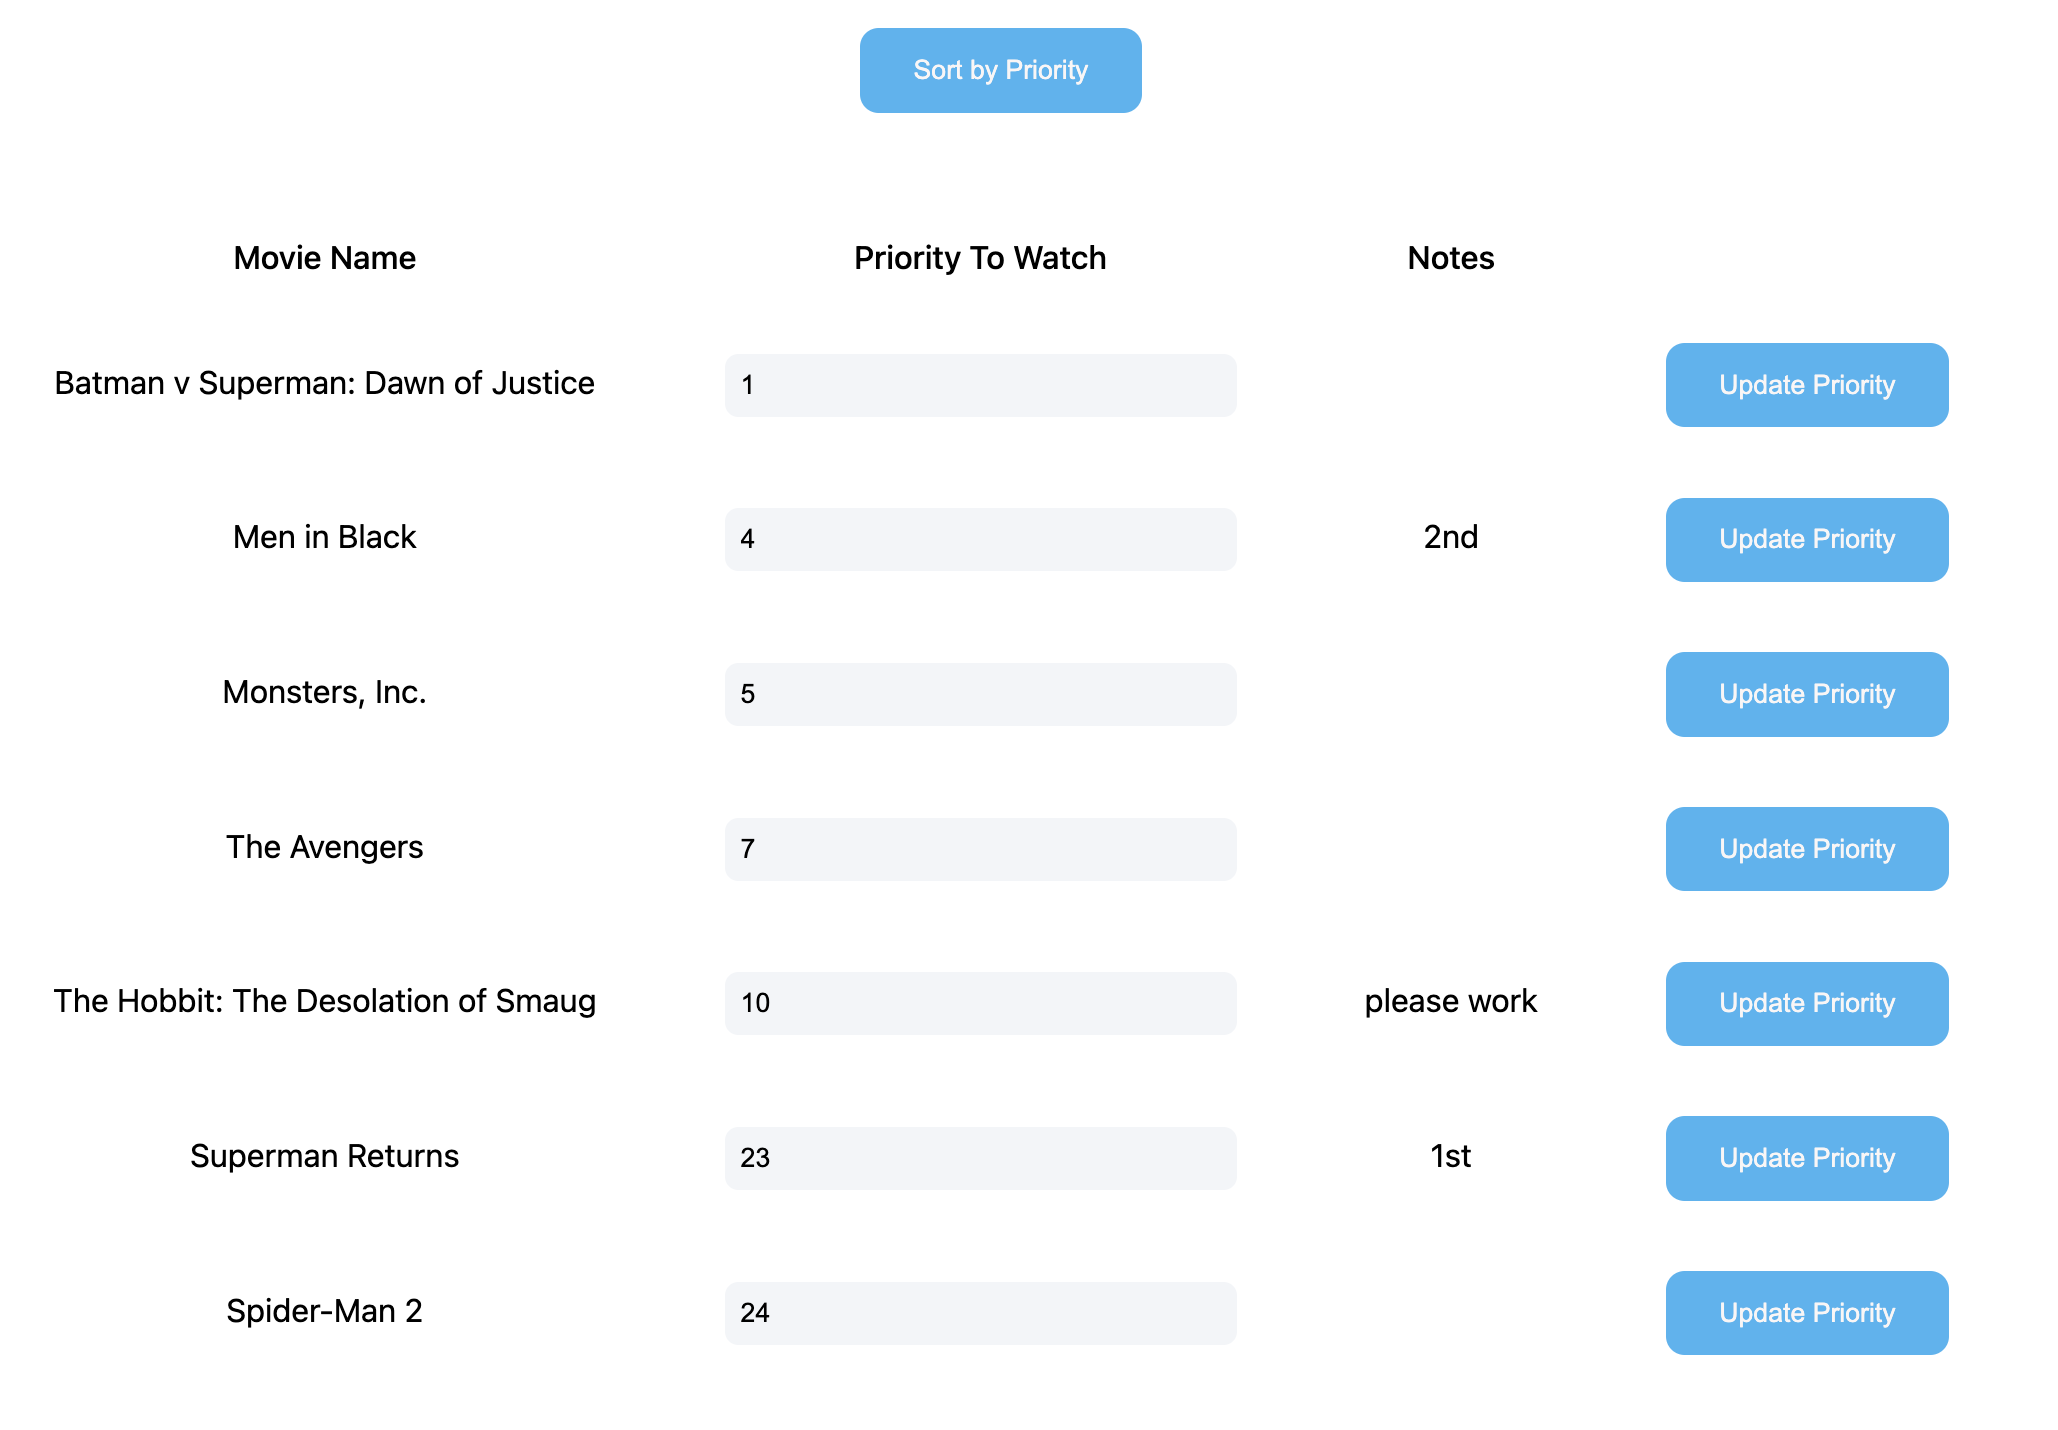 Sort by Priority
Movie Name Priority To Watch Notes
Batman v Superman: Dawn of Justice 1 Update Priority
Men in Black 4 2nd Update Priority
Monsters, Inc. 5 Update Priority
The Avengers 7 Update Priority
The Hobbit: The Desolation of Smaug 10 please work Update Priority
Superman Returns 23 1st Update Priority
Spider-Man 2 24 Update Priority